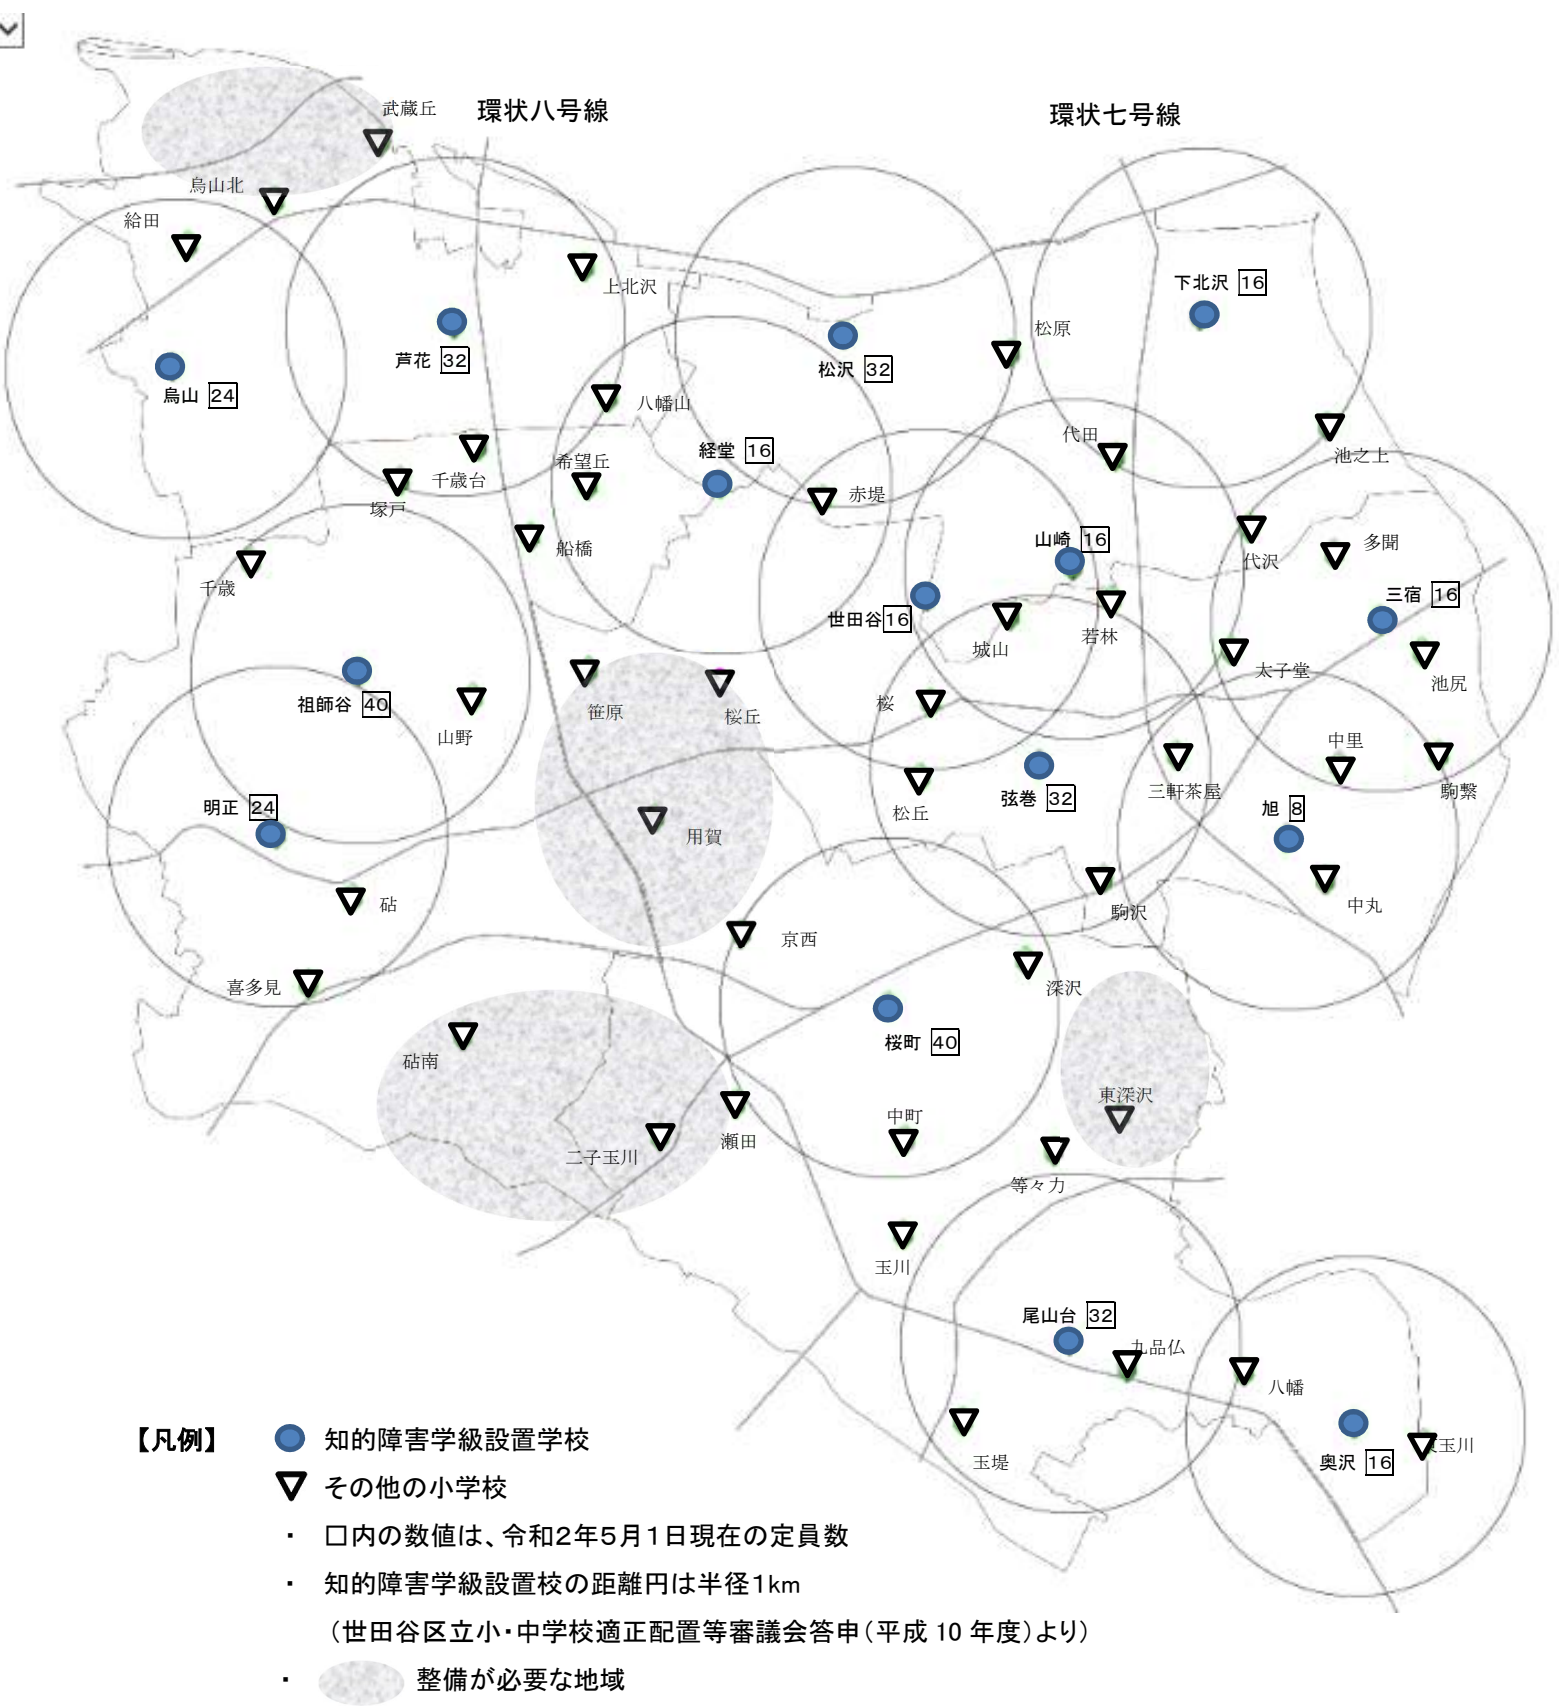 武蔵丘
環状八号線
環状七号線
烏山北
給田
上北沢
下北沢 16
松原
芦花 32
松沢 32
烏山 24
八幡山
代田
経堂 16
池之上
希望丘
千歳台
赤堤
塚戸
山崎 16
多聞
船橋
代沢
千歳
三宿 16
世田谷 16
若林
城山
太子堂
池尻
祖師谷 40
笹原
桜丘
桜
山野
中里
三軒茶屋
駒繋
明正 24
弦巻 32
旭 8
松丘
用賀
砧
中丸
駒沢
京西
喜多見
深沢
桜町 40
砧南
東深沢
中町
瀬田
二子玉川
等々力
玉川
尾山台 32
九品仏
八幡
玉堤
奥沢 16
玉川
【凡例】
知的障害学級設置学校
その他の小学校
・ 口内の数値は、令和2年5月1日現在の定員数
・ 知的障害学級設置校の距離円は半径1km
（世田谷区立小・中学校適正配置等審議会答申（平成 10 年度）より）
・ 整備が必要な地域